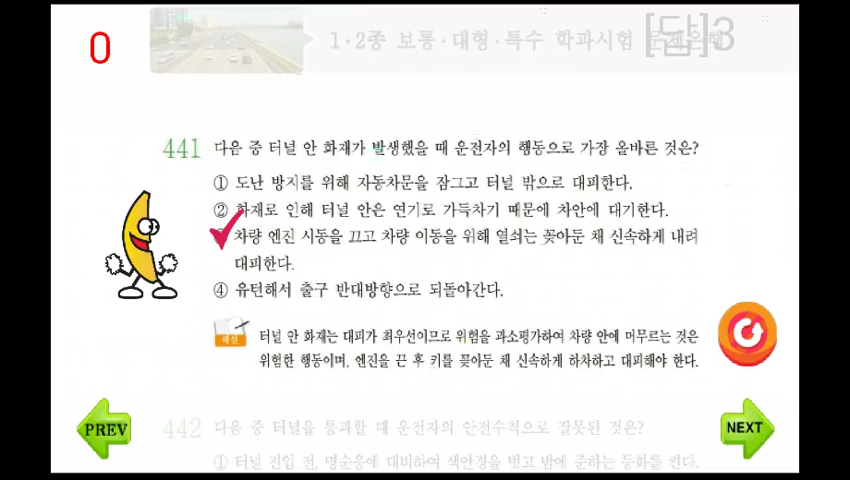 0
1·2종 보통·대형·특수 학과시험 문제은행
[답]3
441 다음 중 터널 안 화재가 발생했을 때 운전자의 행동으로 가장 올바른 것은?
① 도난 방지를 위해 자동차문을 잠그고 터널 밖으로 대피한다.
② 화재로 인해 터널 안은 연기로 가득차기 때문에 차안에 대기한다.
차량 엔진 시동을 끄고 차량 이동을 위해 열쇠는 꽂아둔 채 신속하게 내려
대피한다.
④ 유턴해서 출구 반대방향으로 되돌아간다.
해설
터널 안 화재는 대피가 최우선이므로 위험을 과소평가하여 차량 안에 머무르는 것은
위험한 행동이며, 엔진을 끈 후 키를 꽂아둔 채 신속하게 하차하고 대피해야 한다.
PREV
NEXT
442 다음 중 터널을 통과할 때 운전자의 안전수칙으로 잘못된 것은?
① 터널 진입 전, 명순응에 대비하여 색안경을 벗고 밤에 준하는 등화를 켠다.